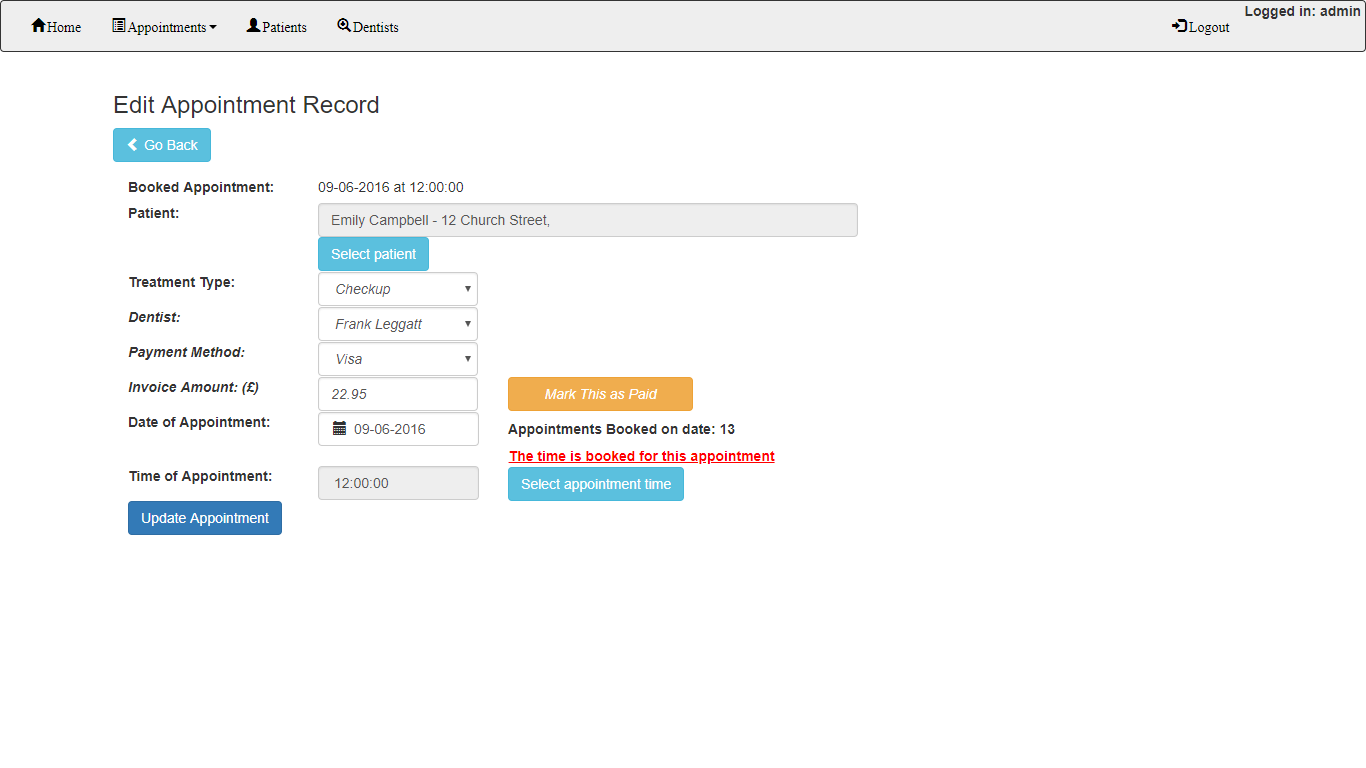 Home Appointments Patients Dentists Logout Logged in: admin
Edit Appointment Record
Go Back
Booked Appointment: 09-06-2016 at 12:00:00
Patient: Emily Campbell - 12 Church Street,
Select patient
Treatment Type: Checkup
Dentist: Frank Leggatt
Payment Method: Visa
Invoice Amount: (£) 22.95 Mark This as Paid
Date of Appointment: 09-06-2016 Appointments Booked on date: 13
The time is booked for this appointment
Time of Appointment: 12:00:00 Select appointment time
Update Appointment